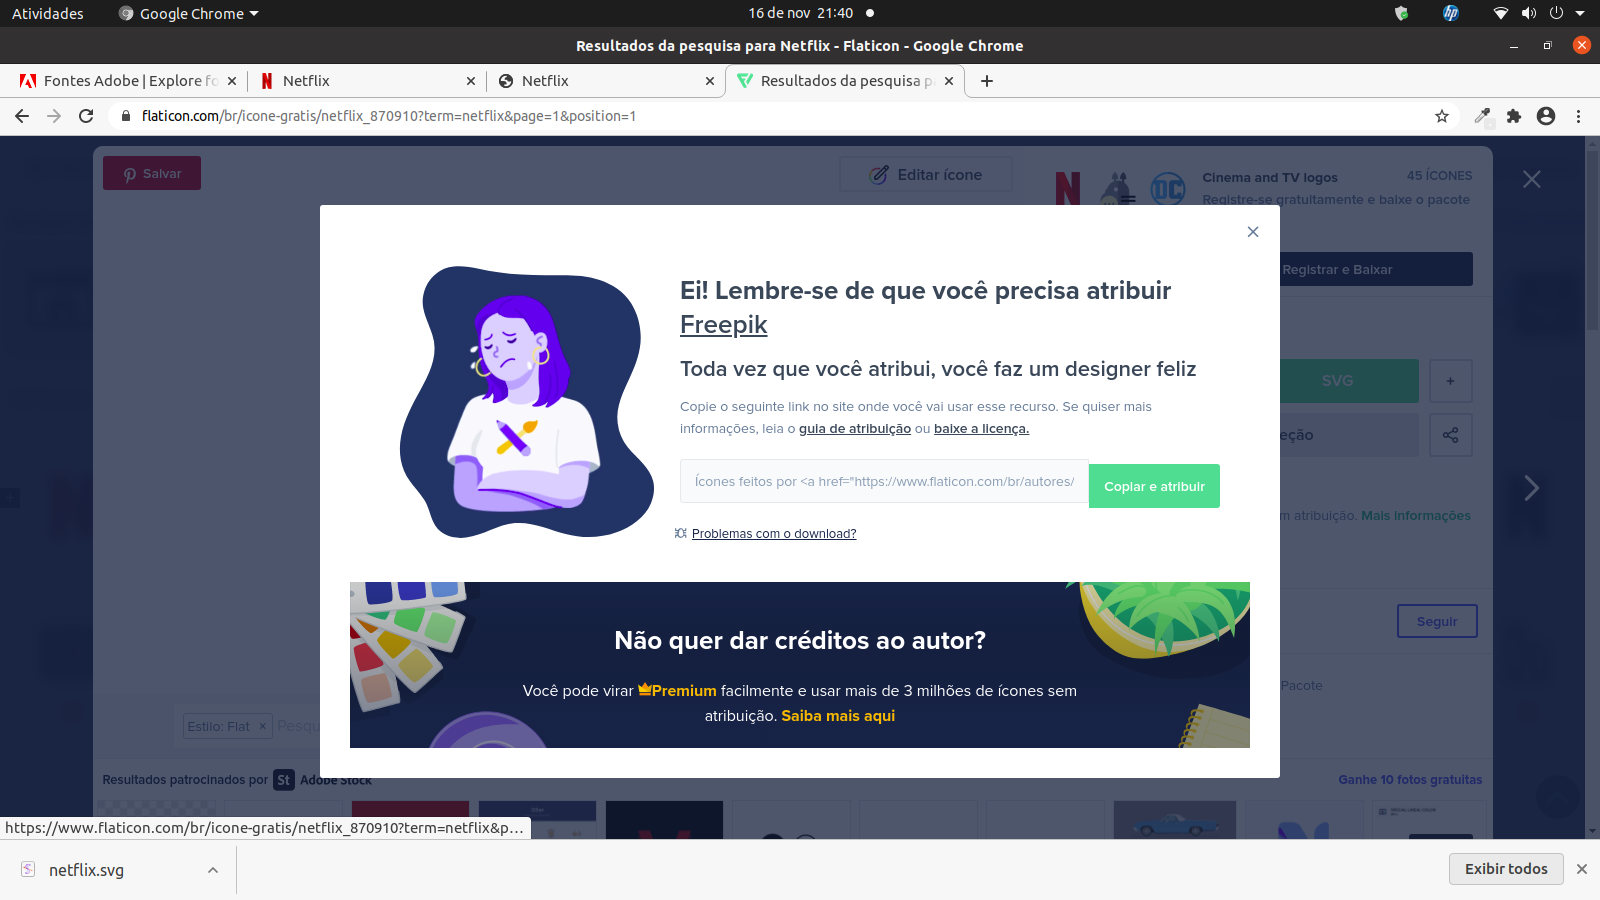 Atividades
Google Chrome
16 de nov 21:40
Resultados da pesquisa para Netflix - Flaticon - Google Chrome
Fontes Adobe | Explore fo
Netflix
Netflix
Resultados da pesquisa p
flaticon.com/br/icone-gratis/netflix_870910?term=netflix&page=1&position=1
Salvar
Editar ícone
Cinema and TV logos
45 ÍCONES
Registre-se gratuitamente e baixe o pacote
Registrar e Baixar
Ei! Lembre-se de que você precisa atribuir
Freepik
Toda vez que você atribui, você faz um designer feliz
SVG
+
Copie o seguinte link no site onde você vai usar esse recurso. Se quiser mais
informações, leia o guia de atribuição ou baixe a licença.
eção
Ícones feitos por <a href="https://www.flaticon.com/br/autores/
Copiar e atribuir
m atribuição. Mais informações
Problemas com o download?
Não quer dar créditos ao autor?
Seguir
Você pode virar Premium facilmente e usar mais de 3 milhões de ícones sem
atribuição. Saiba mais aqui
Pacote
Estilo: Flat ×
Pesqu
Resultados patrocinados por St Adobe Stock
Ganhe 10 fotos gratuitas
https://www.flaticon.com/br/icone-gratis/netflix_870910?term=netflix&p...
netflix.svg
Exibir todos